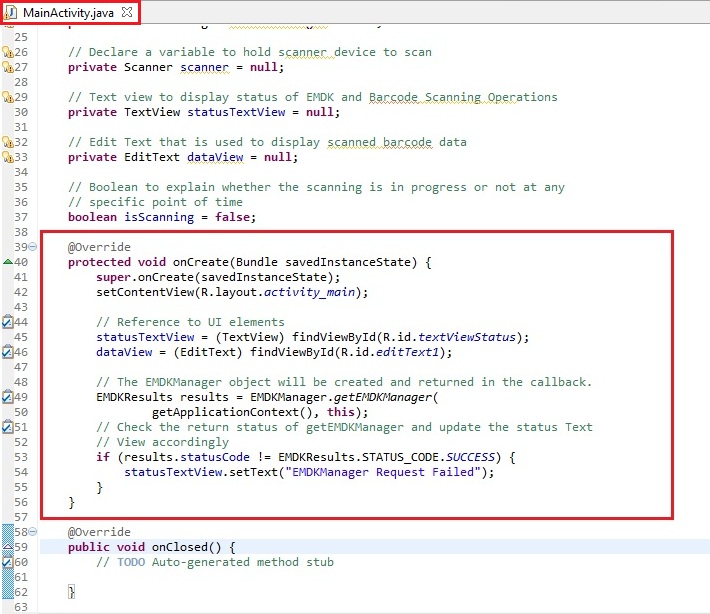 MainActivity.java
25
26 // Declare a variable to hold scanner device to scan
27 private Scanner scanner = null;
28
29 // Text view to display status of EMDK and Barcode Scanning Operations
30 private TextView statusTextView = null;
31
32 // Edit Text that is used to display scanned barcode data
33 private EditText dataView = null;
34
35 // Boolean to explain whether the scanning is in progress or not at any
36 // specific point of time
37 boolean isScanning = false;
38
39 @Override
40 protected void onCreate(Bundle savedInstanceState) {
41 super.onCreate(savedInstanceState);
42 setContentView(R.layout.activity_main);
43
44 // Reference to UI elements
45 statusTextView = (TextView) findViewById(R.id.textViewStatus);
46 dataView = (EditText) findViewById(R.id.editText1);
47
48 // The EMDKManager object will be created and returned in the callback.
49 EMDKResults results = EMDKManager.getEMDKManager(
50 getApplicationContext(), this);
51 // Check the return status of getEMDKManager and update the status Text
52 // View accordingly
53 if (results.statusCode != EMDKResults.STATUS_CODE.SUCCESS) {
54 statusTextView.setText("EMDKManager Request Failed");
55 }
56 }
57
58 @Override
59 public void onClosed() {
60 // TODO Auto-generated method stub
61
62 }
63